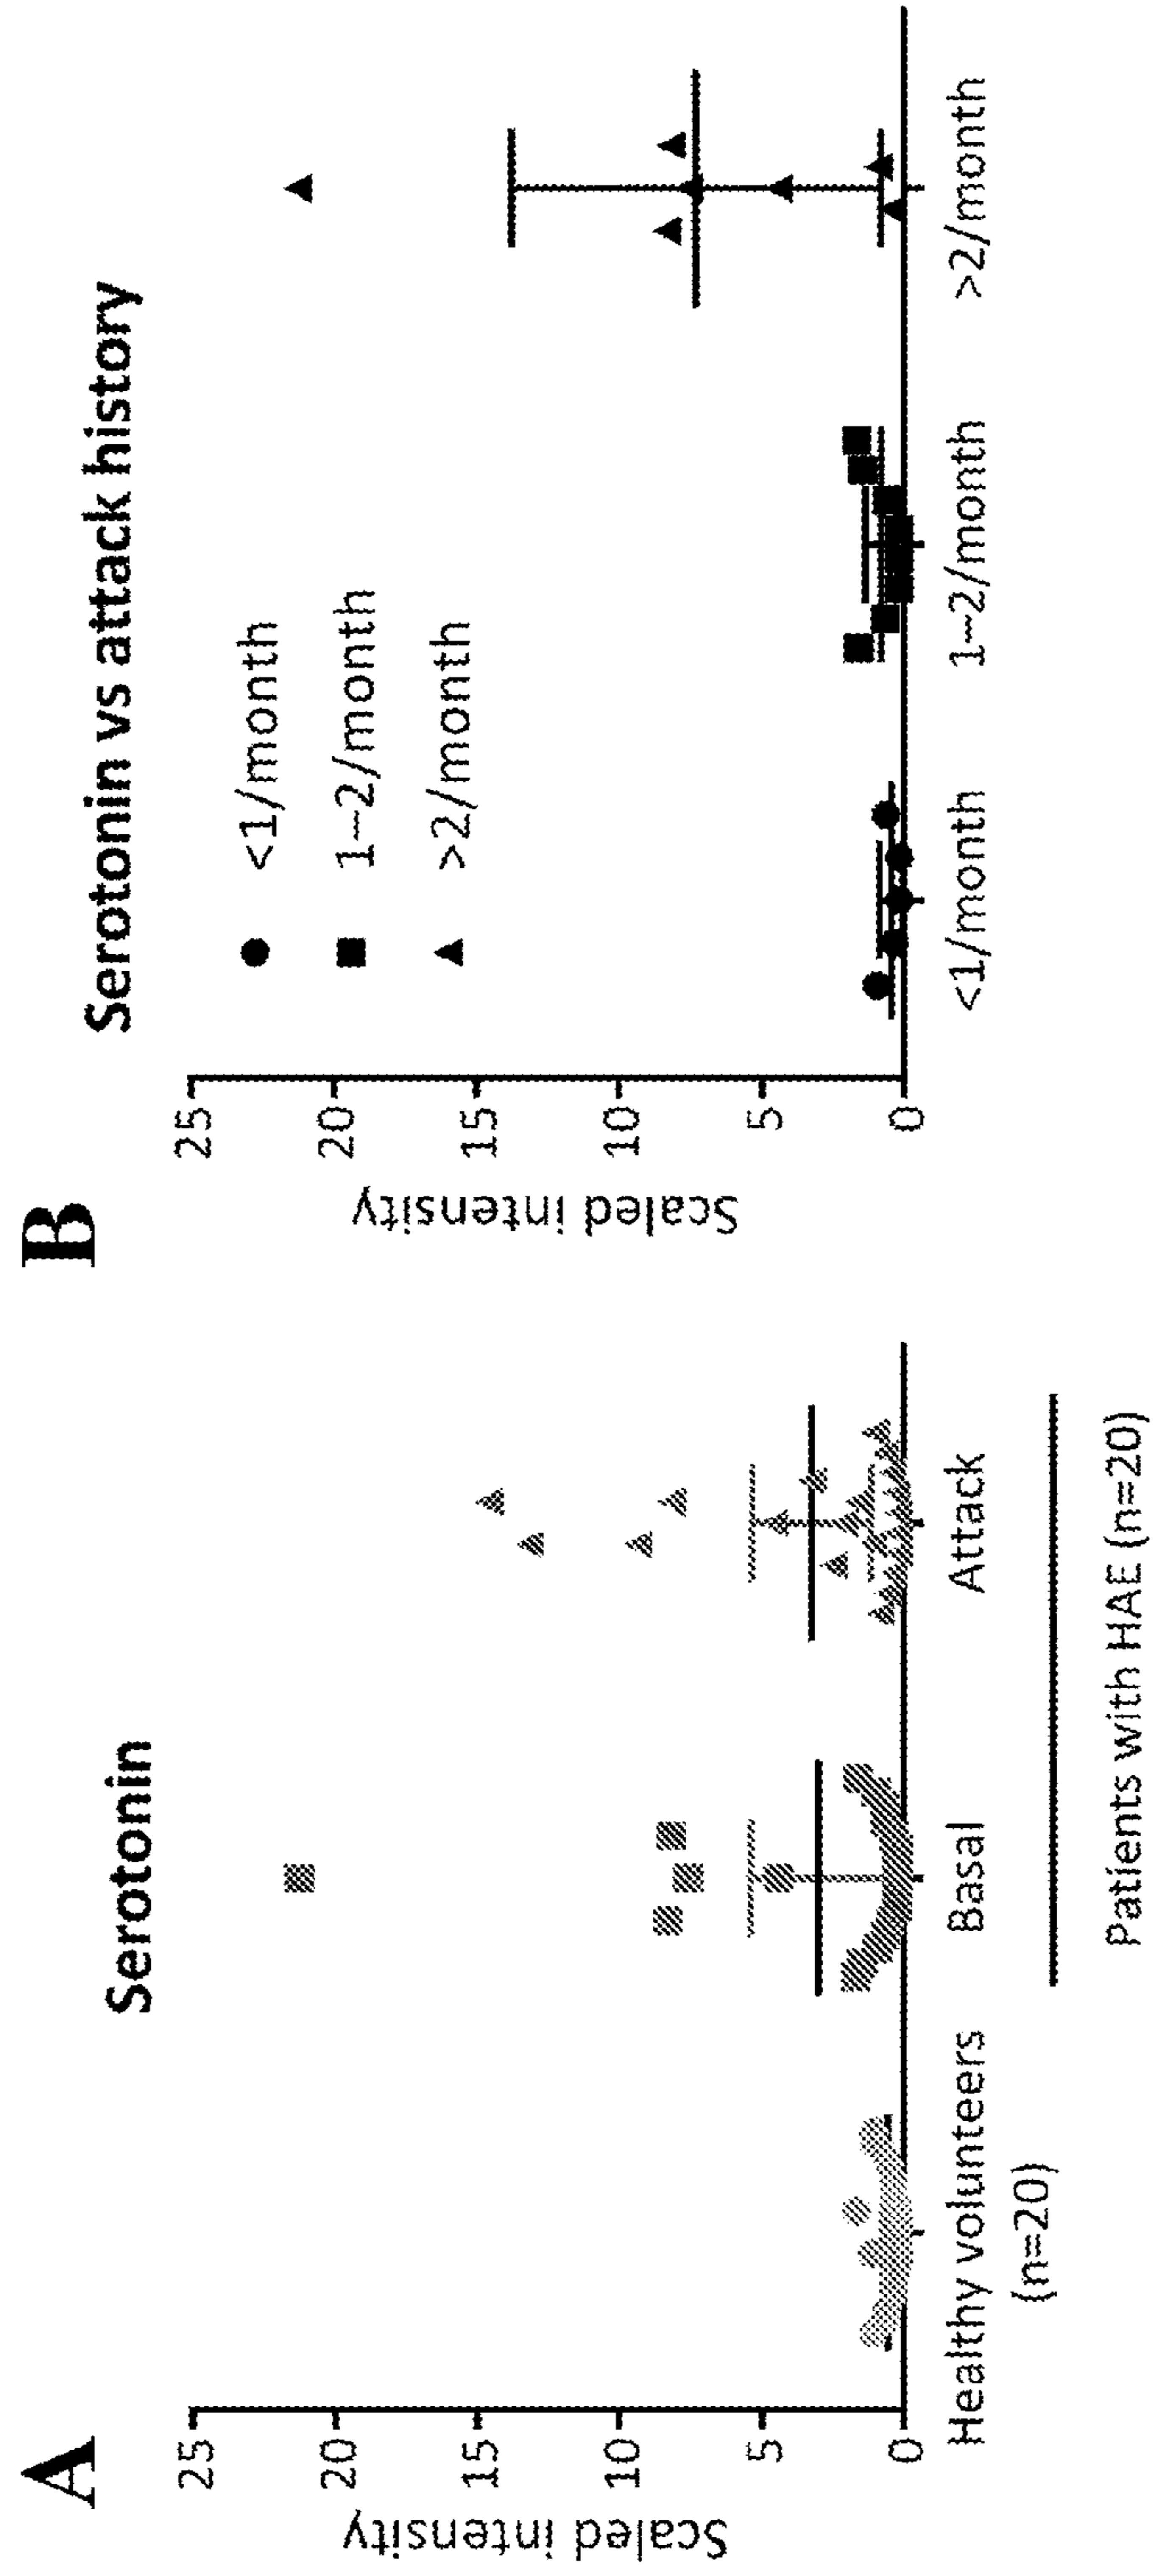 A
Serotonin
Scaled intensity
25
20
15
10
5
0
Healthy volunteers
(n=20)
Basal
Attack
Patients with HAE (n=20)
B
Serotonin vs attack history
Scaled intensity
25
20
15
10
5
0
<1/month
1–2/month
>2/month
<1/month
1–2/month
>2/month